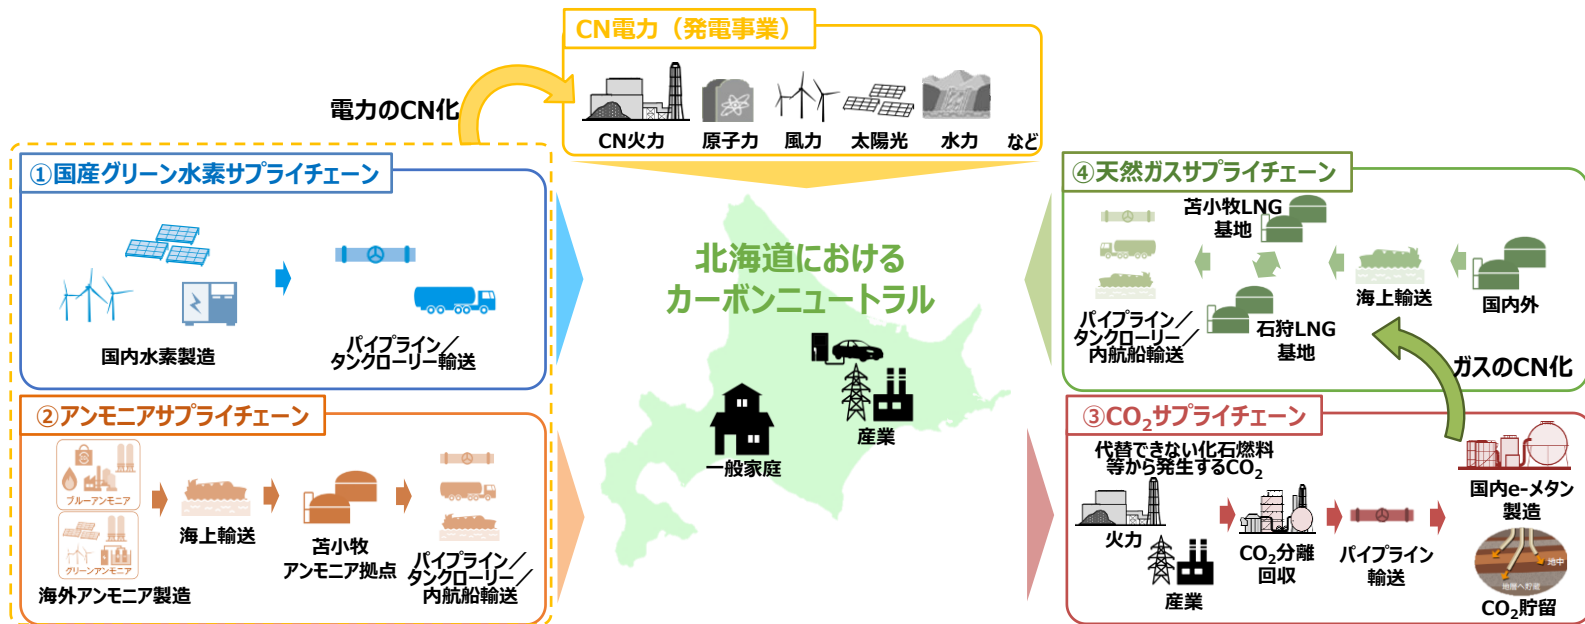 CN電力（発電事業）
電力のCN化
CN火力
原子力
風力
太陽光
水力
など
①国産グリーン水素サプライチェーン
国内水素製造
パイプライン／
タンクローリー輸送
②アンモニアサプライチェーン
ブルーアンモニア
グリーンアンモニア
海外アンモニア製造
海上輸送
苫小牧
アンモニア拠点
パイプライン／
タンクローリー／
内航船輸送
北海道における
カーボンニュートラル
一般家庭
産業
④天然ガスサプライチェーン
パイプライン／
タンクローリー／
内航船輸送
苫小牧LNG
基地
石狩LNG
基地
海上輸送
国内外
ガスのCN化
③CO₂サプライチェーン
代替できない化石燃料
等から発生するCO₂
火力
産業
CO₂分離
回収
パイプライン
輸送
国内e-メタン
製造
地中
地層へ貯留
CO₂貯留